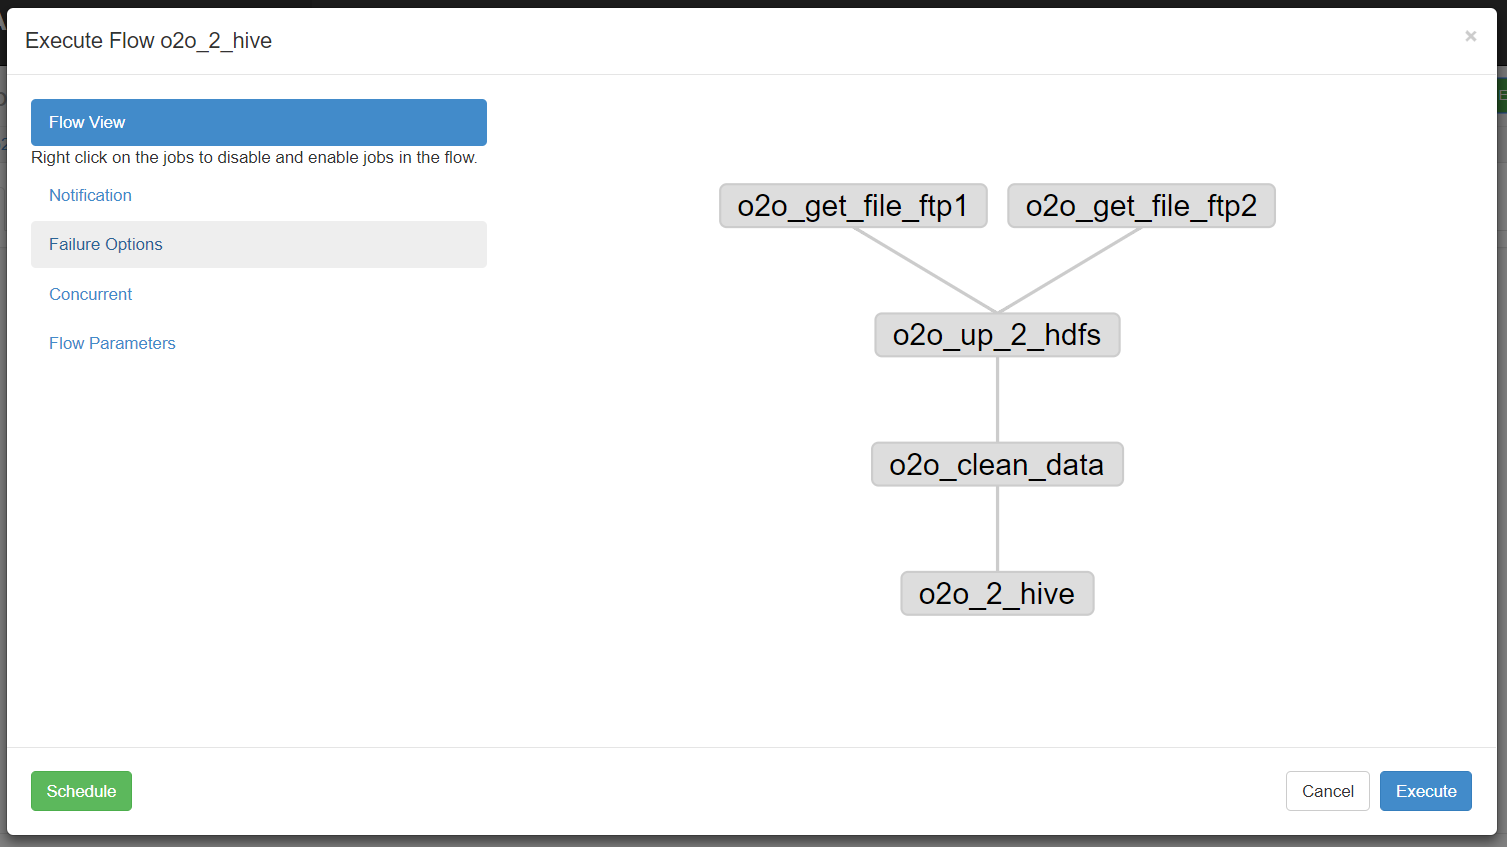 Execute Flow o2o_2_hive
×
Flow View
Right click on the jobs to disable and enable jobs in the flow.
Notification
Failure Options
Concurrent
Flow Parameters
o2o_get_file_ftp1
o2o_get_file_ftp2
o2o_up_2_hdfs
o2o_clean_data
o2o_2_hive
Schedule
Cancel
Execute